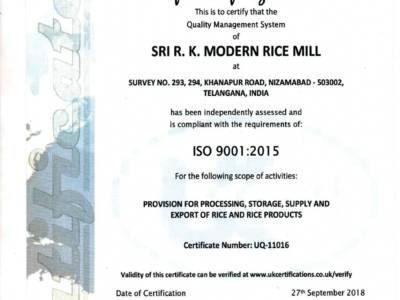 This is to certify that the
Quality Management System
of
SRI R. K. MODERN RICE MILL
at
SURVEY NO. 293, 294, KHANAPUR ROAD, NIZAMABAD - 503002,
TELANGANA, INDIA
has been independently assessed and
is compliant with the requirements of:
ISO 9001:2015
For the following scope of activities:
PROVISION FOR PROCESSING, STORAGE, SUPPLY AND
EXPORT OF RICE AND RICE PRODUCTS
Certificate Number: UQ-11016
Validity of this certificate can be verified at www.ukcertifications.co.uk/verify
Date of Certification 27th September 2018